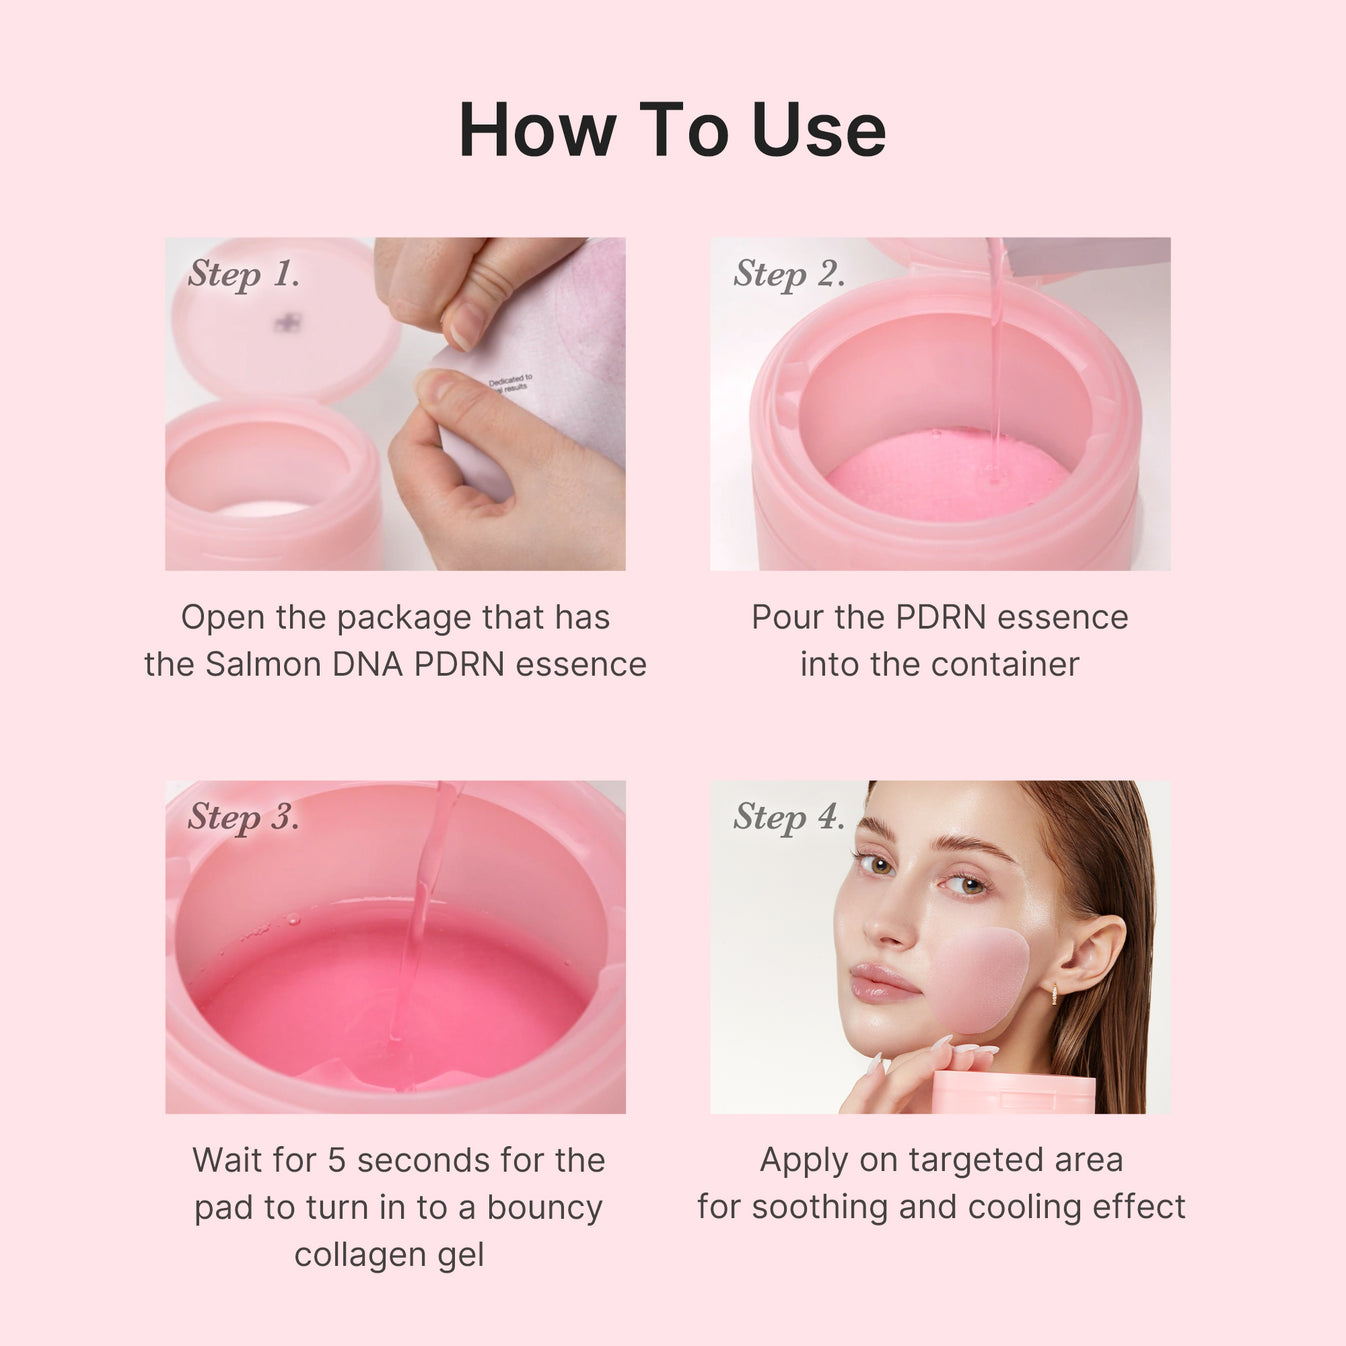 How To Use
Step 1.
Dedicated to
results
Open the package that has
the Salmon DNA PDRN essence
Step 2.
Pour the PDRN essence
into the container
Step 3.
Wait for 5 seconds for the
pad to turn in to a bouncy
collagen gel
Step 4.
Apply on targeted area
for soothing and cooling effect